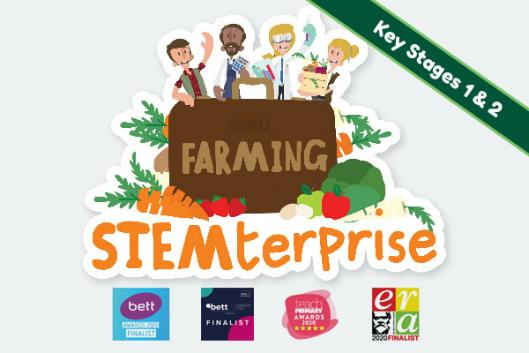 Key Stages 1 & 2
#NFU
FARMING
STEMterprise
bett
AWARDS 2020
FINALIST
bett
FINALIST
teach
PRIMARY
AWARDS
2020
era
2020 FINALIST